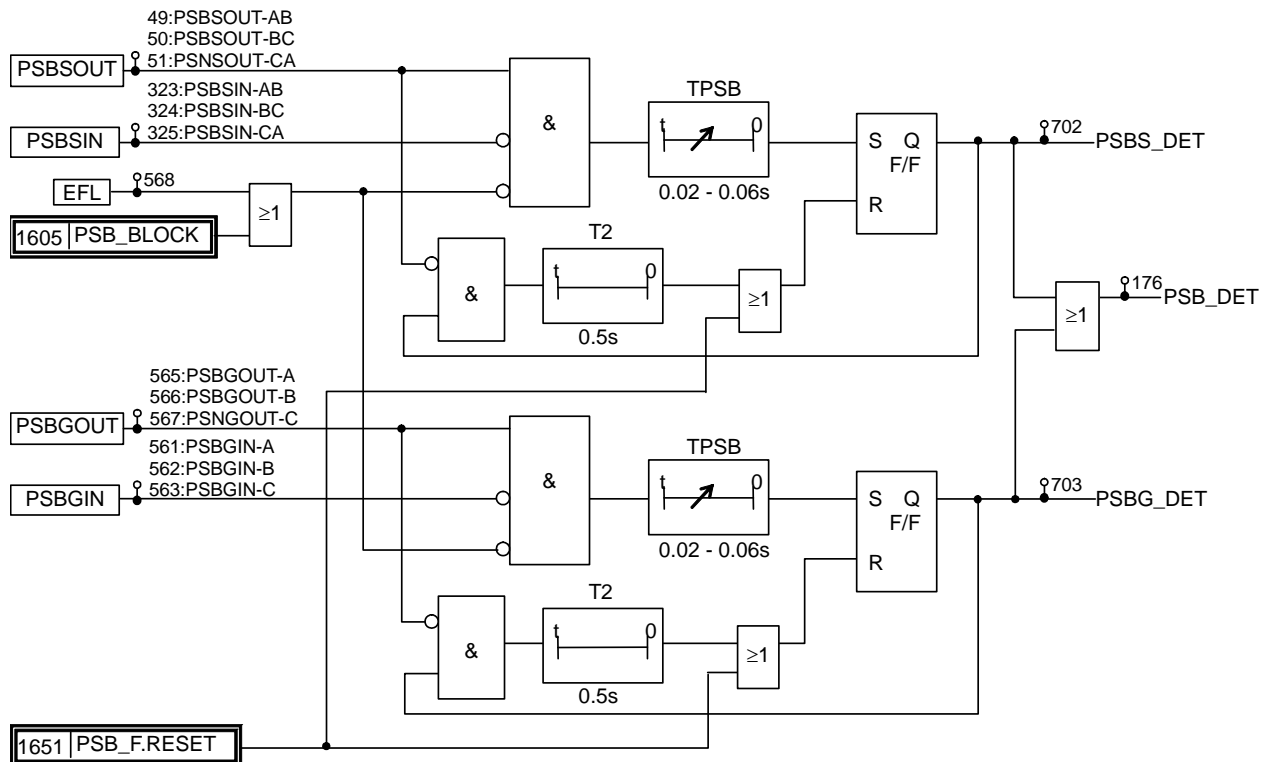 49:PSBSOUT-AB
50:PSBSOUT-BC
PSBSOUT
51:PSNSOUT-CA
323:PSBSIN-AB
324:PSBSIN-BC
PSBSIN
325:PSBSIN-CA
EFL
568
≥1
1605 PSB_BLOCK
&
TPSB
t 0
0.02 - 0.06s
S Q
F/F
R
702
PSBS_DET
&
T2
t 0
0.5s
≥1
176
≥1
PSB_DET
565:PSBGOUT-A
566:PSBGOUT-B
PSBGOUT
567:PSNGOUT-C
561:PSBGIN-A
562:PSBGIN-B
PSBGIN
563:PSBGIN-C
&
TPSB
t 0
0.02 - 0.06s
S Q
F/F
R
703
PSBG_DET
&
T2
t 0
0.5s
≥1
1651 PSB_F.RESET